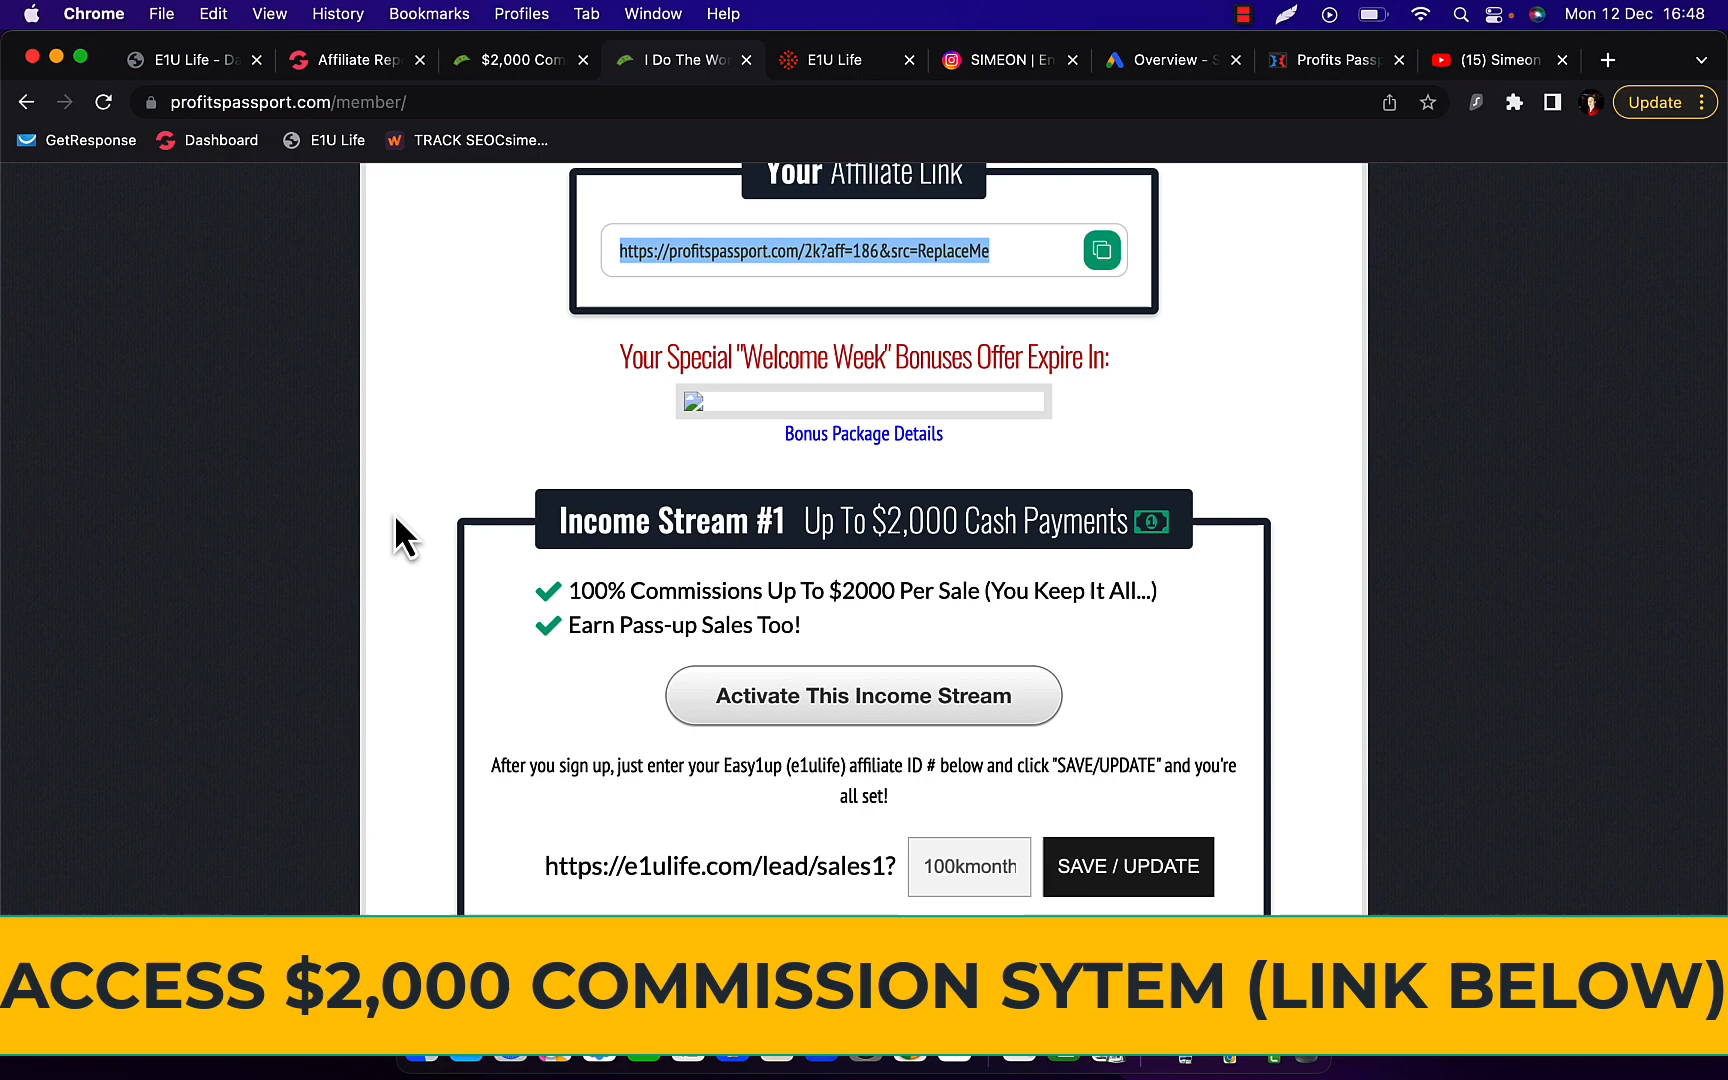 Chrome File Edit View History Bookmarks Profiles Tab Window Help Mon 12 Dec 16:48
E1U Life - Da Affiliate Rep $2,000 Com I Do The Wor E1U Life SIMEON | En Overview - S Profits Passp (15) Simeon
profitspassport.com/member/ Update
GetResponse Dashboard E1U Life TRACK SEOCsime...
Your Affiliate Link
https://profitspassport.com/2k?aff=186&src=ReplaceMe
Your Special "Welcome Week" Bonuses Offer Expire In:
Bonus Package Details
Income Stream #1 Up To $2,000 Cash Payments
100% Commissions Up To $2000 Per Sale (You Keep It All...)
Earn Pass-up Sales Too!
Activate This Income Stream
After you sign up, just enter your Easy1up (e1ulife) affiliate ID # below and click "SAVE/UPDATE" and you're
all set!
https://e1ulife.com/lead/sales1? 100kmonth SAVE / UPDATE
ACCESS $2,000 COMMISSION SYTEM (LINK BELOW)